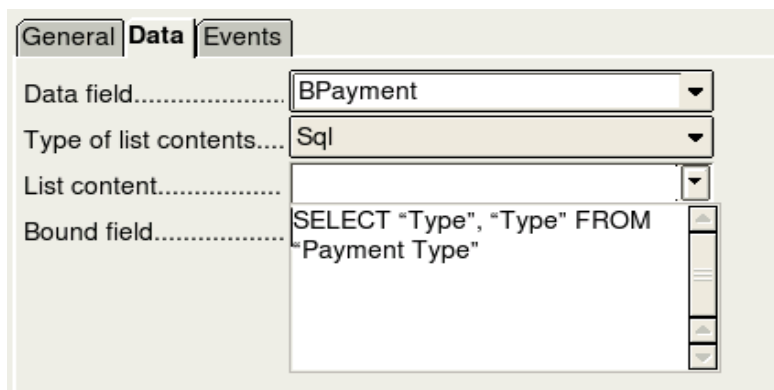 General Data Events
Data field..................... BPayment
Type of list contents.... Sql
List content.................
Bound field................... SELECT “Type”, “Type” FROM
“Payment Type”